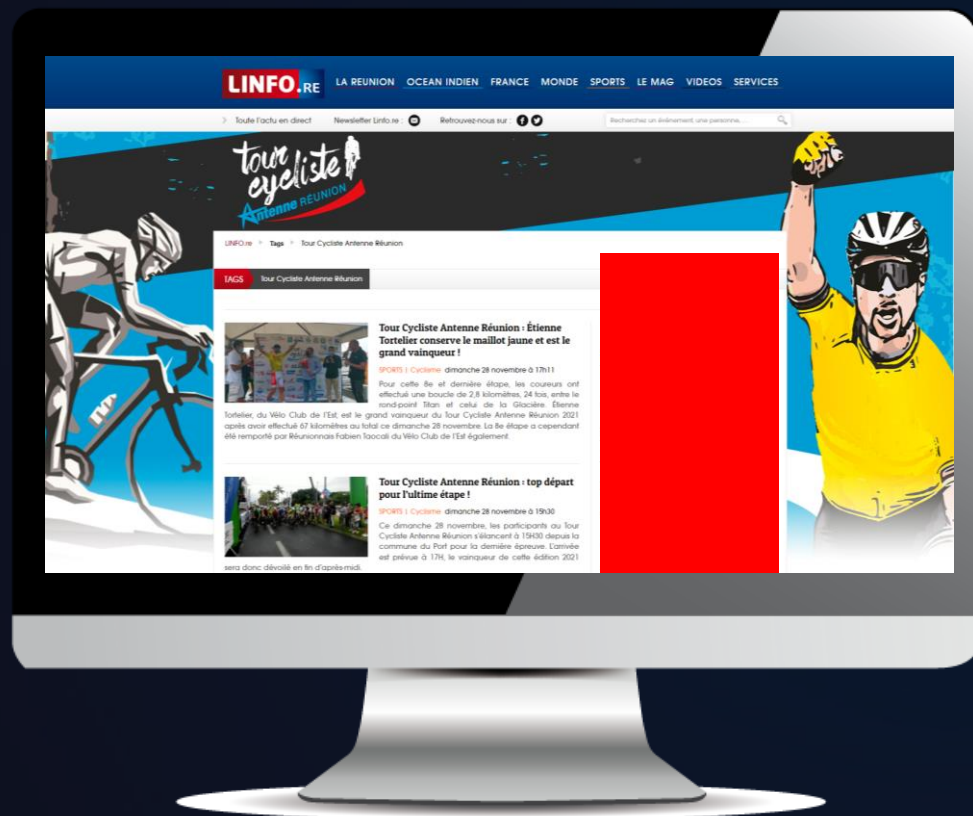 LINFO.RE
LA REUNION OCEAN INDIEN FRANCE MONDE SPORTS LE MAG VIDEOS SERVICES
Toute l'actu en direct Newsletter Linfo.re : Retrouvez-nous sur : Recherchez un évènement, une personne, ...
tour
cycliste
Antenne RÉUNION
LINFO.re > Tags > Tour Cycliste Antenne Réunion
TAGS Tour Cycliste Antenne Réunion
Tour Cycliste Antenne Réunion : Étienne
Tortelier conserve le maillot jaune et est le
grand vainqueur !
SPORTS | Cyclisme dimanche 28 novembre à 17h11
Pour cette 8e et dernière étape, les coureurs ont
effectué une boucle de 2,8 kilomètres, 24 fois, entre le
rond-point Titan et celui de la Glacière. Étienne
Tortelier, du Vélo Club de l'Est, est le grand vainqueur du Tour Cycliste Antenne Réunion 2021
après avoir effectué 67 kilomètres au total ce dimanche 28 novembre. La 8e étape a cependant
été remporté par Réunionnais Fabien Taocali du Vélo Club de l'Est également.
Tour Cycliste Antenne Réunion : top départ
pour l'ultime étape !
SPORTS | Cyclisme dimanche 28 novembre à 15h30
Ce dimanche 28 novembre, les participants au Tour
Cycliste Antenne Réunion s'élancent à 15H30 depuis la
commune du Port pour la dernière épreuve. L'arrivée
est prévue à 17H, le vainqueur de cette édition 2021
sera donc dévoilé en fin d'après-midi.